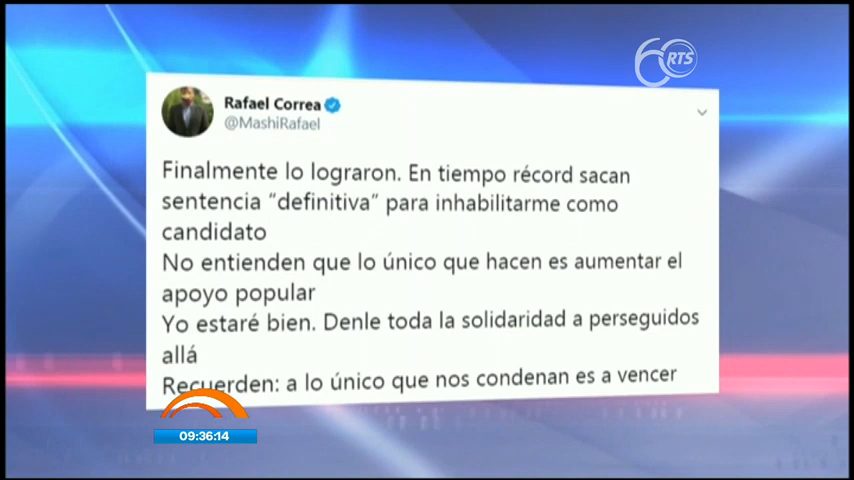 60 RTS
Rafael Correa
@MashiRafael
Finalmente lo lograron. En tiempo récord sacan
sentencia “definitiva” para inhabilitarme como
candidato
No entienden que lo único que hacen es aumentar el
apoyo popular
Yo estaré bien. Denle toda la solidaridad a perseguidos
allá
Recuerden: a lo único que nos condenan es a vencer
09:36:14